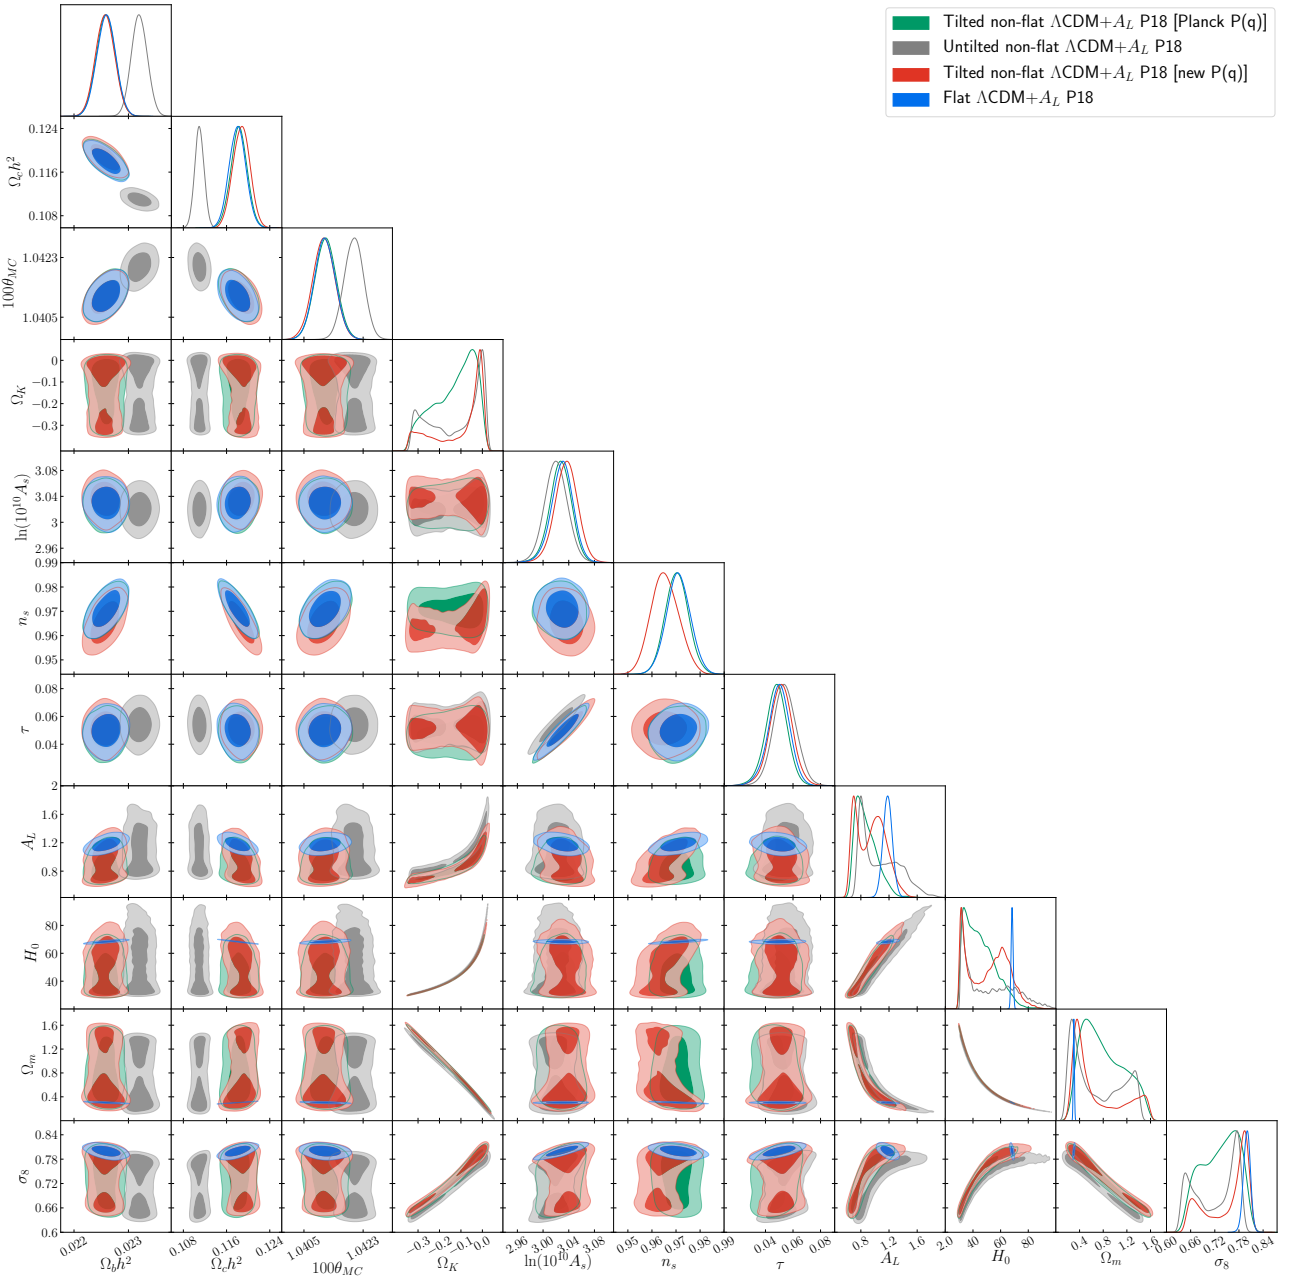 Tilted non-flat ΛCDM+A_L P18 [Planck P(q)]
Untilted non-flat ΛCDM+A_L P18
Tilted non-flat ΛCDM+A_L P18 [new P(q)]
Flat ΛCDM+A_L P18
0.124
0.116
0.108
Ω_c h²
1.0423
1.0405
100θ_MC
0
−0.1
−0.2
−0.3
Ω_K
3.08
3.04
3
2.96
ln(10¹⁰A_s)
0.99
0.98
0.97
0.96
0.95
n_s
0.08
0.06
0.04
τ
2
1.6
1.2
0.8
A_L
80
60
40
H_0
1.6
1.2
0.8
0.4
Ω_m
0.84
0.78
0.72
0.66
0.6
σ_8
0.022 0.023
Ω_b h²
0.108 0.116 0.124
Ω_c h²
1.0405 1.0423
100θ_MC
−0.3 −0.2 −0.1 0.0
Ω_K
2.96 3.00 3.04 3.08
ln(10¹⁰A_s)
0.95 0.96 0.97 0.98 0.99
n_s
0.04 0.06 0.08
τ
0.8 1.2 1.6 2.0
A_L
40 60 80
H_0
0.4 0.8 1.2 1.6
Ω_m
0.60 0.66 0.72 0.78 0.84
σ_8